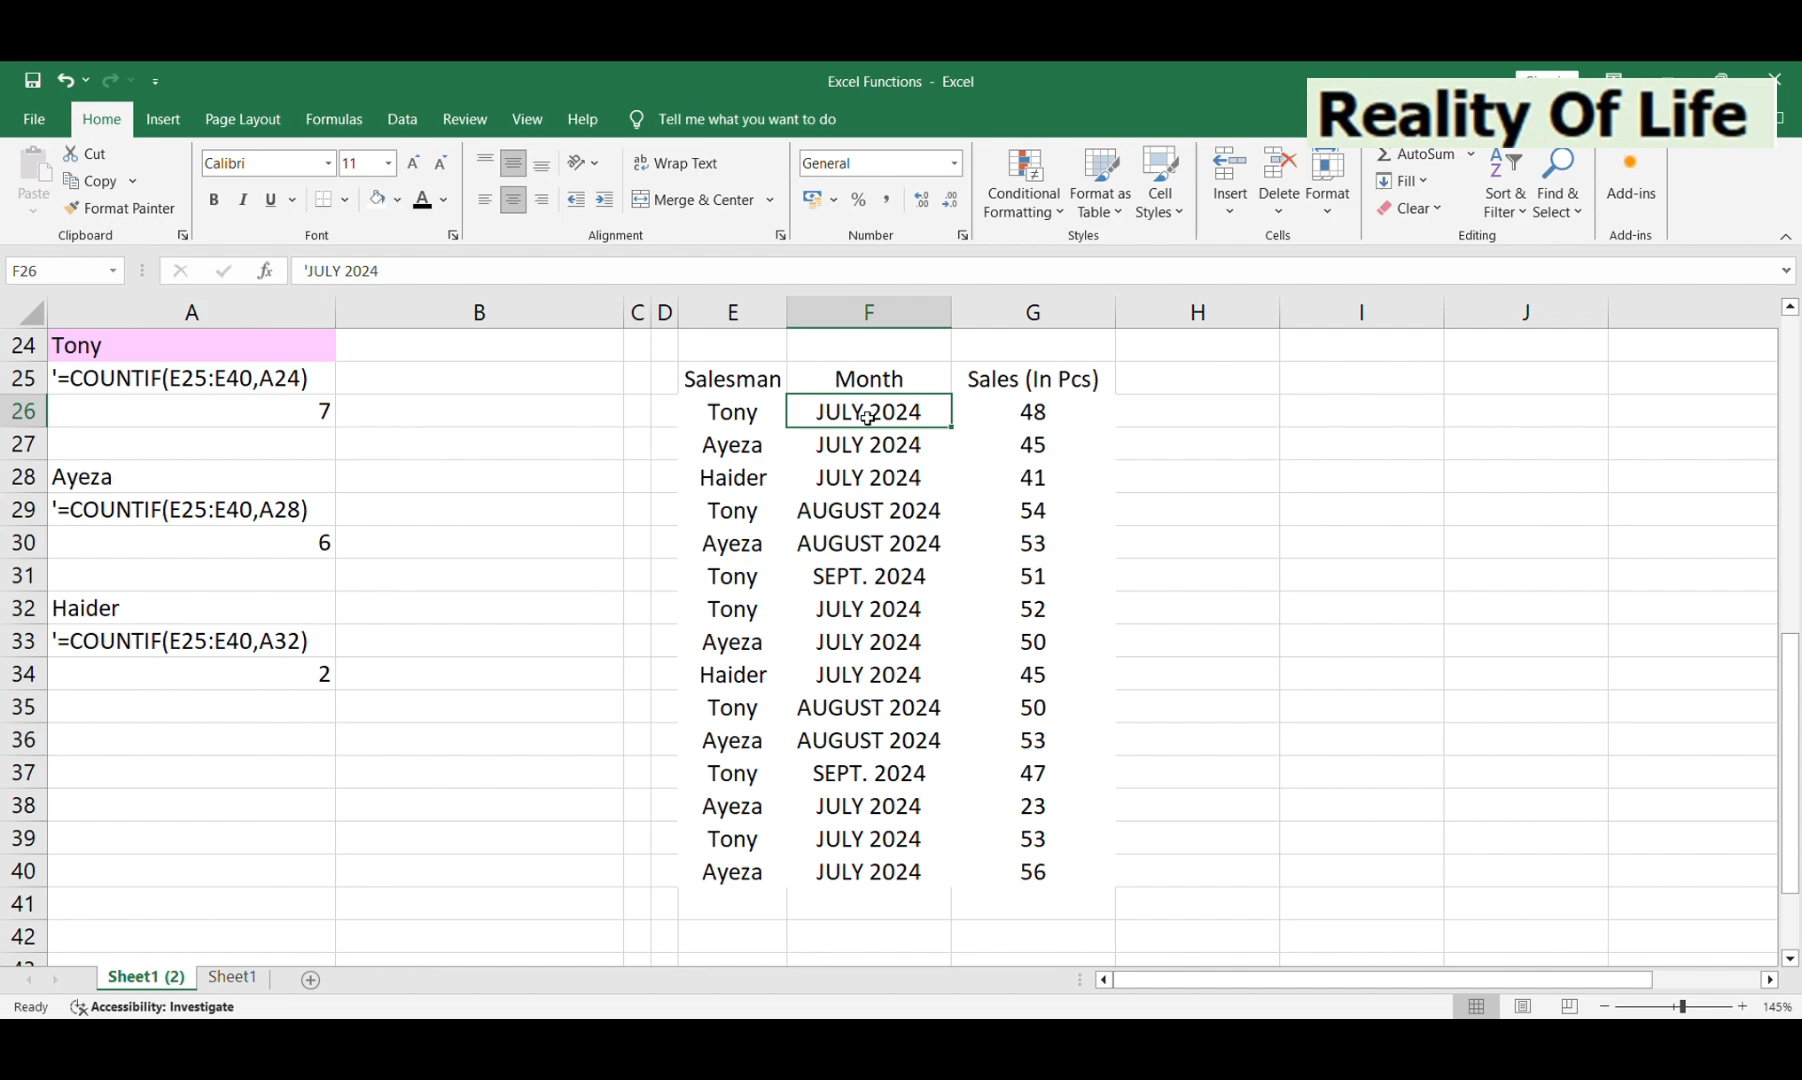 Excel Functions - Excel
Reality Of Life
File Home Insert Page Layout Formulas Data Review View Help Tell me what you want to do
Paste
Cut
Copy
Format Painter
Clipboard
Calibri 11
B I U
Font
Wrap Text
Merge & Center
Alignment
General
Number
Conditional Formatting
Format as Table
Cell Styles
Styles
Insert Delete Format
Cells
AutoSum
Fill
Clear
Sort & Filter
Find & Select
Editing
Add-ins
Add-ins
F26 fx 'JULY 2024
A B C D E F G H I J
24 Tony
25 '=COUNTIF(E25:E40,A24) Salesman Month Sales (In Pcs)
26 7 Tony JULY 2024 48
27 Ayeza JULY 2024 45
28 Ayeza Haider JULY 2024 41
29 '=COUNTIF(E25:E40,A28) Tony AUGUST 2024 54
30 6 Ayeza AUGUST 2024 53
31 Tony SEPT. 2024 51
32 Haider Tony JULY 2024 52
33 '=COUNTIF(E25:E40,A32) Ayeza JULY 2024 50
34 2 Haider JULY 2024 45
35 Tony AUGUST 2024 50
36 Ayeza AUGUST 2024 53
37 Tony SEPT. 2024 47
38 Ayeza JULY 2024 23
39 Tony JULY 2024 53
40 Ayeza JULY 2024 56
41
42
Sheet1 (2) Sheet1
Ready Accessibility: Investigate 145%